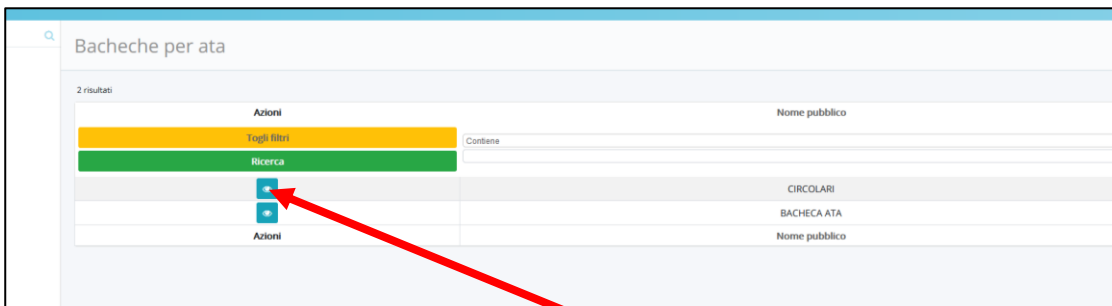 Bacheche per ata
2 risultati
Azioni Nome pubblico
Togli filtri Contiene
Ricerca
CIRCOLARI
BACHECA ATA
Azioni Nome pubblico